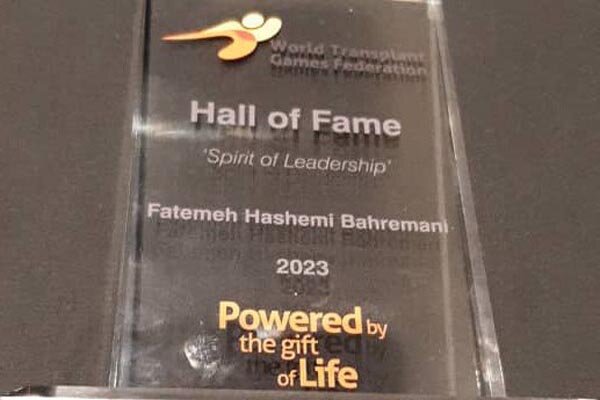 World Transplant
Games Federation
Hall of Fame
'Spirit of Leadership'
Fatemeh Hashemi Bahremani
2023
Powered by
the gift
of Life